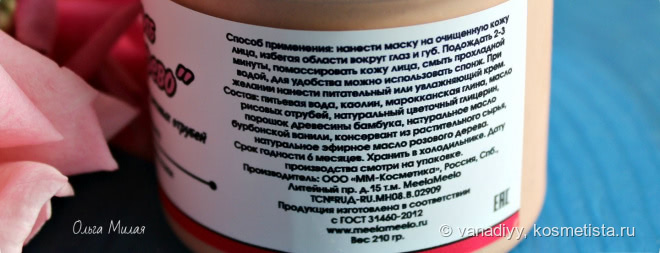 Способ применения: нанести маску на очищенную кожу
лица, избегая области вокруг глаз и губ. Подождать 2-3
минуты, помассировать кожу лица, смыть прохладной
водой, для удобства можно использовать спонж. При
желании нанести питательный или увлажняющий крем.
Состав: питьевая вода, каолин, марокканская глина, масло
рисовых отрубей, натуральный цветочный глицерин,
порошок древесины бамбука, натуральное масло
бурбонской ванили, консервант из растительного сырья,
натуральное эфирное масло розового дерева.
Срок годности 6 месяцев. Хранить в холодильнике. Дату
производства смотри на упаковке.
Производитель: ООО «ММ-Косметика», Россия, Спб.,
Литейный пр. д. 15 т.м. MeelaMeelo
ТСN°RUД-RU.МН08.В.02909
Продукция изготовлена в соответствии
с ГОСТ 31460-2012
www.meelameelo.ru
Вес 210 гр.
отрубей
EAC
Ольга Милая
© vanadiyy, kosmetista.ru